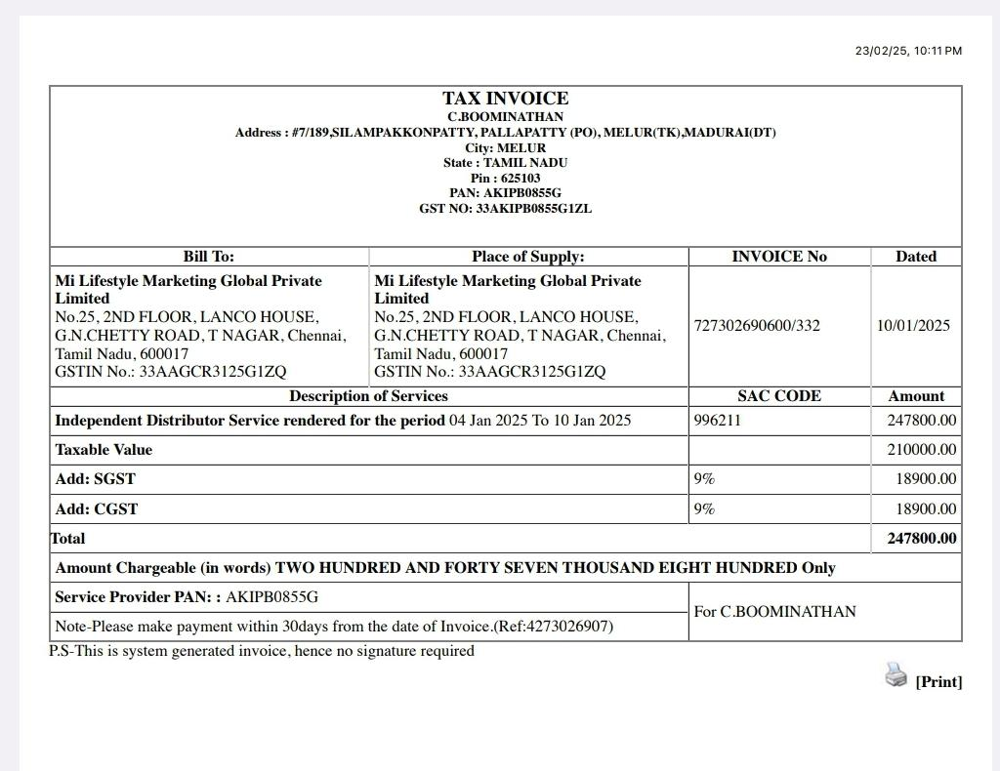 23/02/25, 10:11 PM
TAX INVOICE
C.BOOMINATHAN
Address : #7/189,SILAMPAKKONPATTY, PALLAPATTY (PO), MELUR(TK),MADURAI(DT)
City: MELUR
State : TAMIL NADU
Pin : 625103
PAN: AKIPB0855G
GST NO: 33AKIPB0855G1ZL
Bill To: Place of Supply: INVOICE No Dated
Mi Lifestyle Marketing Global Private
Limited
No.25, 2ND FLOOR, LANCO HOUSE,
G.N.CHETTY ROAD, T NAGAR, Chennai,
Tamil Nadu, 600017
GSTIN No.: 33AAGCR3125G1ZQ
Mi Lifestyle Marketing Global Private
Limited
No.25, 2ND FLOOR, LANCO HOUSE,
G.N.CHETTY ROAD, T NAGAR, Chennai,
Tamil Nadu, 600017
GSTIN No.: 33AAGCR3125G1ZQ
727302690600/332
10/01/2025
Description of Services SAC CODE Amount
Independent Distributor Service rendered for the period 04 Jan 2025 To 10 Jan 2025 996211 247800.00
Taxable Value 210000.00
Add: SGST 9% 18900.00
Add: CGST 9% 18900.00
Total 247800.00
Amount Chargeable (in words) TWO HUNDRED AND FORTY SEVEN THOUSAND EIGHT HUNDRED Only
Service Provider PAN: : AKIPB0855G
For C.BOOMINATHAN
Note-Please make payment within 30days from the date of Invoice.(Ref:4273026907)
P.S-This is system generated invoice, hence no signature required
[Print]